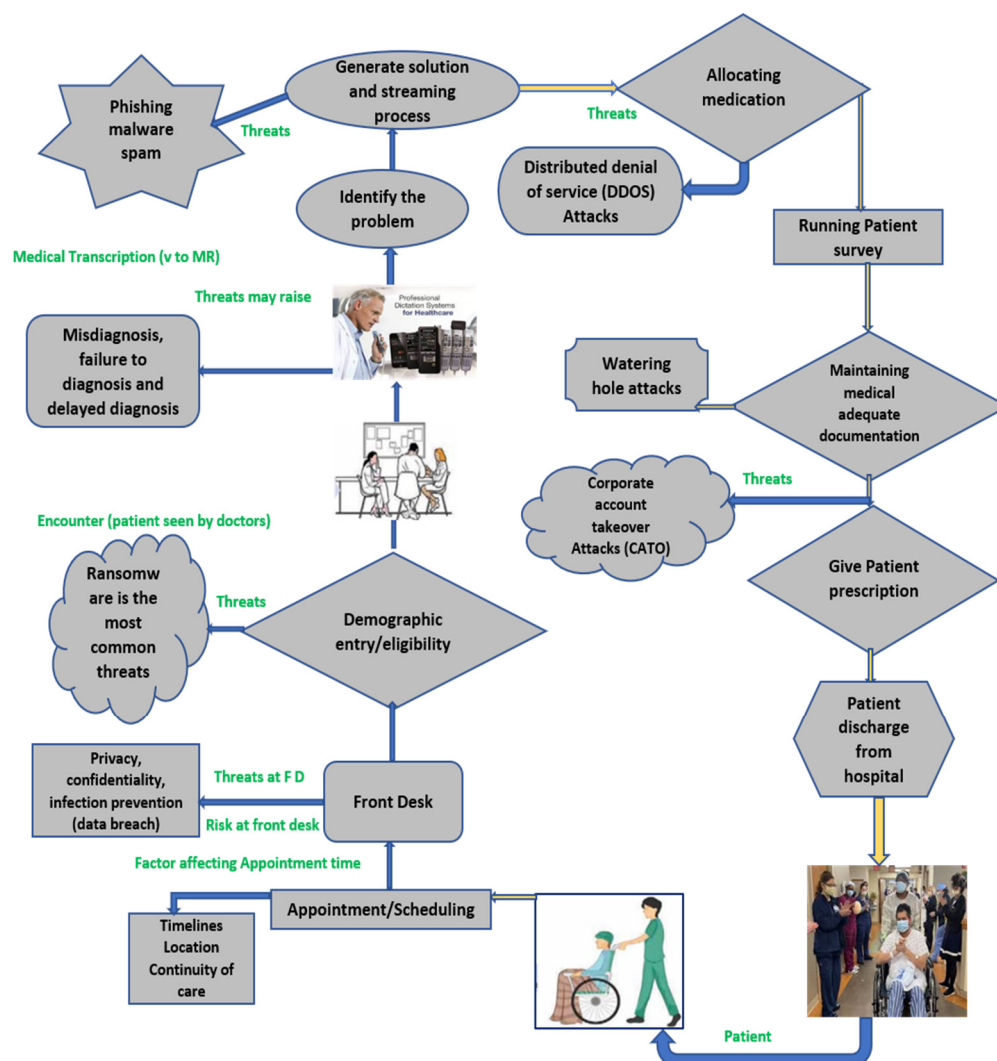 Generate solution
and streaming
process
Phishing
malware
spam
Threats
Threats
Allocating
medication
Distributed denial
of service (DDOS)
Attacks
Identify the
problem
Running Patient
survey
Medical Transcription (v to MR)
Threats may raise
Professional
Dictation Systems
for Healthcare
Misdiagnosis,
failure to
diagnosis and
delayed diagnosis
Watering
hole attacks
Maintaining
medical
adequate
documentation
Threats
Corporate
account
takeover
Attacks (CATO)
Encounter (patient seen by doctors)
Ransomw
are is the
most
common
threats
Threats
Demographic
entry/eligibility
Give Patient
prescription
Patient
discharge
from
hospital
Privacy,
confidentiality,
infection prevention
(data breach)
Threats at F D
Risk at front desk
Front Desk
Factor affecting Appointment time
Appointment/Scheduling
Timelines
Location
Continuity of
care
Patient